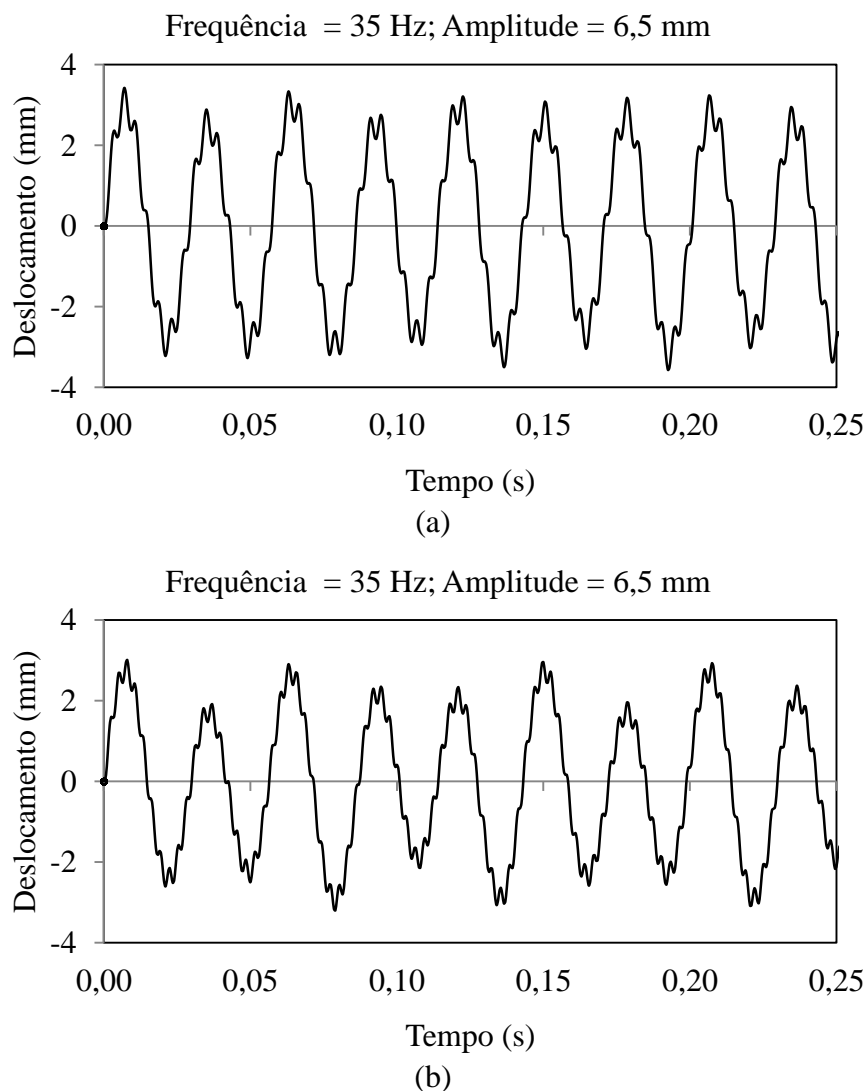 Frequência = 35 Hz; Amplitude = 6,5 mm
4
2
0
-2
-4
Deslocamento (mm)
0,00 0,05 0,10 0,15 0,20 0,25
Tempo (s)
(a)
Frequência = 35 Hz; Amplitude = 6,5 mm
4
2
0
-2
-4
Deslocamento (mm)
0,00 0,05 0,10 0,15 0,20 0,25
Tempo (s)
(b)